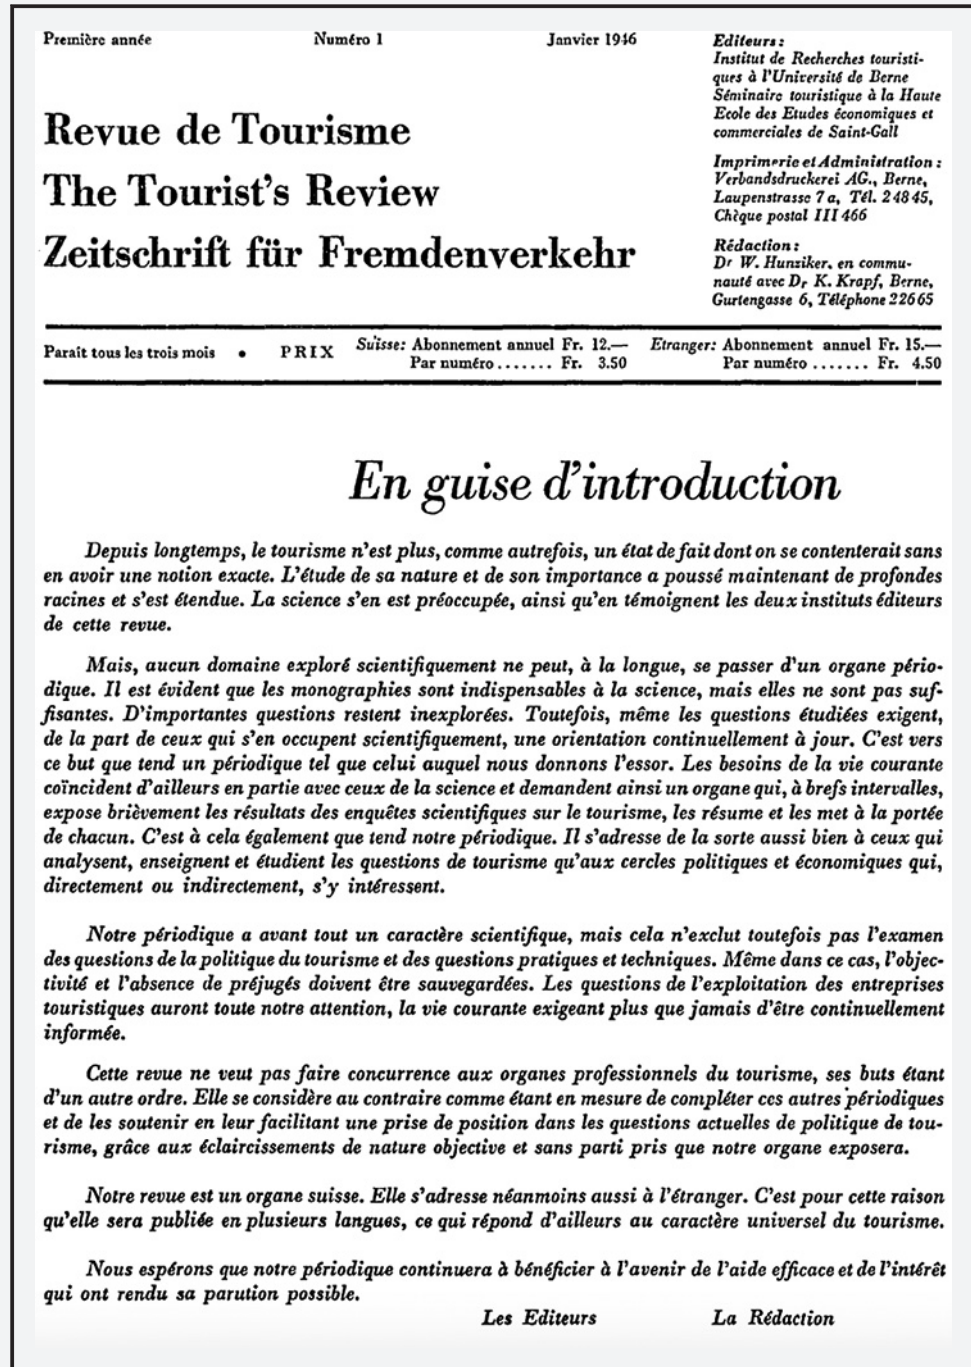 Première année Numéro 1 Janvier 1946
Editeurs:
Institut de Recherches touristi-
ques à l'Université de Berne
Séminaire touristique à la Haute
Ecole des Etudes économiques et
commerciales de Saint-Gall
Imprimerie et Administration:
Verbandsdruckerei AG., Berne,
Laupenstrasse 7 a, Tél. 2 48 45,
Chèque postal III 466
Rédaction:
Dr W. Hunziker, en commu-
nauté avec Dr K. Krapf, Berne,
Gurtengasse 6, Téléphone 2 26 65
Revue de Tourisme
The Tourist's Review
Zeitschrift für Fremdenverkehr
Paraît tous les trois mois • PRIX Suisse: Abonnement annuel Fr. 12.— Etranger: Abonnement annuel Fr. 15.—
Par numéro ....... Fr. 3.50 Par numéro ....... Fr. 4.50
En guise d'introduction
Depuis longtemps, le tourisme n'est plus, comme autrefois, un état de fait dont on se contenterait sans
en avoir une notion exacte. L'étude de sa nature et de son importance a poussé maintenant de profondes
racines et s'est étendue. La science s'en est préoccupée, ainsi qu'en témoignent les deux instituts éditeurs
de cette revue.
Mais, aucun domaine exploré scientifiquement ne peut, à la longue, se passer d'un organe pério-
dique. Il est évident que les monographies sont indispensables à la science, mais elles ne sont pas suf-
fisantes. D'importantes questions restent inexplorées. Toutefois, même les questions étudiées exigent,
de la part de ceux qui s'en occupent scientifiquement, une orientation continuellement à jour. C'est vers
ce but que tend un périodique tel que celui auquel nous donnons l'essor. Les besoins de la vie courante
coïncident d'ailleurs en partie avec ceux de la science et demandent ainsi un organe qui, à brefs intervalles,
expose brièvement les résultats des enquêtes scientifiques sur le tourisme, les résume et les met à la portée
de chacun. C'est à cela également que tend notre périodique. Il s'adresse de la sorte aussi bien à ceux qui
analysent, enseignent et étudient les questions de tourisme qu'aux cercles politiques et économiques qui,
directement ou indirectement, s'y intéressent.
Notre périodique a avant tout un caractère scientifique, mais cela n'exclut toutefois pas l'examen
des questions de la politique du tourisme et des questions pratiques et techniques. Même dans ce cas, l'objec-
tivité et l'absence de préjugés doivent être sauvegardées. Les questions de l'exploitation des entreprises
touristiques auront toute notre attention, la vie courante exigeant plus que jamais d'être continuellement
informée.
Cette revue ne veut pas faire concurrence aux organes professionnels du tourisme, ses buts étant
d'un autre ordre. Elle se considère au contraire comme étant en mesure de compléter ces autres périodiques
et de les soutenir en leur facilitant une prise de position dans les questions actuelles de politique de tou-
risme, grâce aux éclaircissements de nature objective et sans parti pris que notre organe exposera.
Notre revue est un organe suisse. Elle s'adresse néanmoins aussi à l'étranger. C'est pour cette raison
qu'elle sera publiée en plusieurs langues, ce qui répond d'ailleurs au caractère universel du tourisme.
Nous espérons que notre périodique continuera à bénéficier à l'avenir de l'aide efficace et de l'intérêt
qui ont rendu sa parution possible.
Les Editeurs La Rédaction